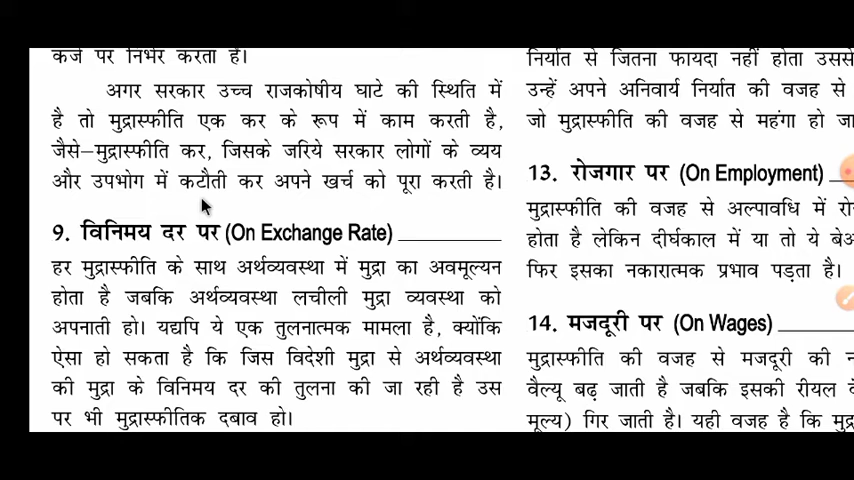 कर्ज पर निर्भर करता है।
अगर सरकार उच्च राजकोषीय घाटे की स्थिति में
है तो मुद्रास्फीति एक कर के रूप में काम करती है,
जैसे–मुद्रास्फीति कर, जिसके जरिये सरकार लोगों के व्यय
और उपभोग में कटौती कर अपने खर्च को पूरा करती है।
9. विनिमय दर पर (On Exchange Rate)
हर मुद्रास्फीति के साथ अर्थव्यवस्था में मुद्रा का अवमूल्यन
होता है जबकि अर्थव्यवस्था लचीली मुद्रा व्यवस्था को
अपनाती हो। यद्यपि ये एक तुलनात्मक मामला है, क्योंकि
ऐसा हो सकता है कि जिस विदेशी मुद्रा से अर्थव्यवस्था
की मुद्रा के विनिमय दर की तुलना की जा रही है उस
पर भी मुद्रास्फीतिक दबाव हो।
निर्यात से जितना फायदा नहीं होता उससे
उन्हें अपने अनिवार्य निर्यात की वजह से
जो मुद्रास्फीति की वजह से महंगा हो जा
13. रोजगार पर (On Employment)
मुद्रास्फीति की वजह से अल्पावधि में
होता है लेकिन दीर्घकाल में या तो ये
फिर इसका नकारात्मक प्रभाव पड़ता है।
14. मजदूरी पर (On Wages)
मुद्रास्फीति की वजह से मजदूरी की
वैल्यू बढ़ जाती है जबकि इसकी रीयल
मूल्य) गिर जाती है। यही वजह है कि